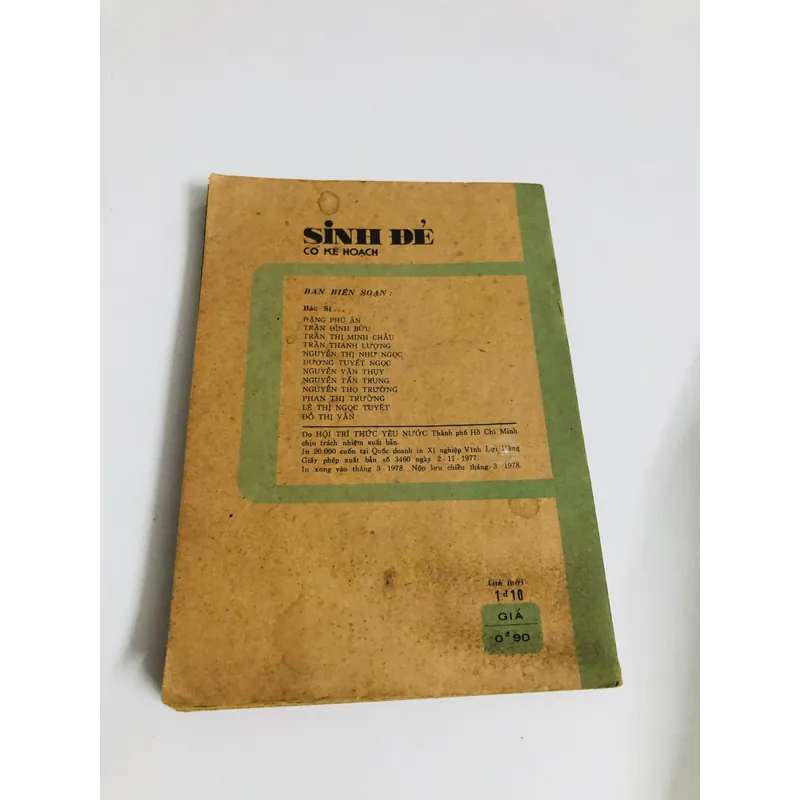 SINH ĐẺ
CÓ KẾ HOẠCH
BAN BIÊN SOẠN :
Bác Sĩ...
ĐẶNG PHÚ ÂN
TRẦN ĐÌNH BỬU
TRẦN THỊ MINH CHÂU
TRẦN THANH LƯỢNG
NGUYỄN THỊ NHƯ NGỌC
DƯƠNG TUYẾT NGỌC
NGUYỄN VĂN THỤY
NGUYỄN TẤN TRUNG
NGUYỄN THỌ TRƯỜNG
PHAN THỊ TRƯỜNG
LÊ THỊ NGỌC TUYẾT
ĐỖ THỊ VĂN
Do HỘI TRÍ THỨC YÊU NƯỚC Thành phố Hồ Chí Minh
chịu trách nhiệm xuất bản.
In 20.000 cuốn tại Quốc doanh in Xí nghiệp Vĩnh Lợi
Giấy phép xuất bản số 3460 ngày 2-11-1977.
In xong vào tháng 3-1978. Nộp lưu chiểu tháng 3-1978.
Giá mới
1đ10
GIÁ
0đ90